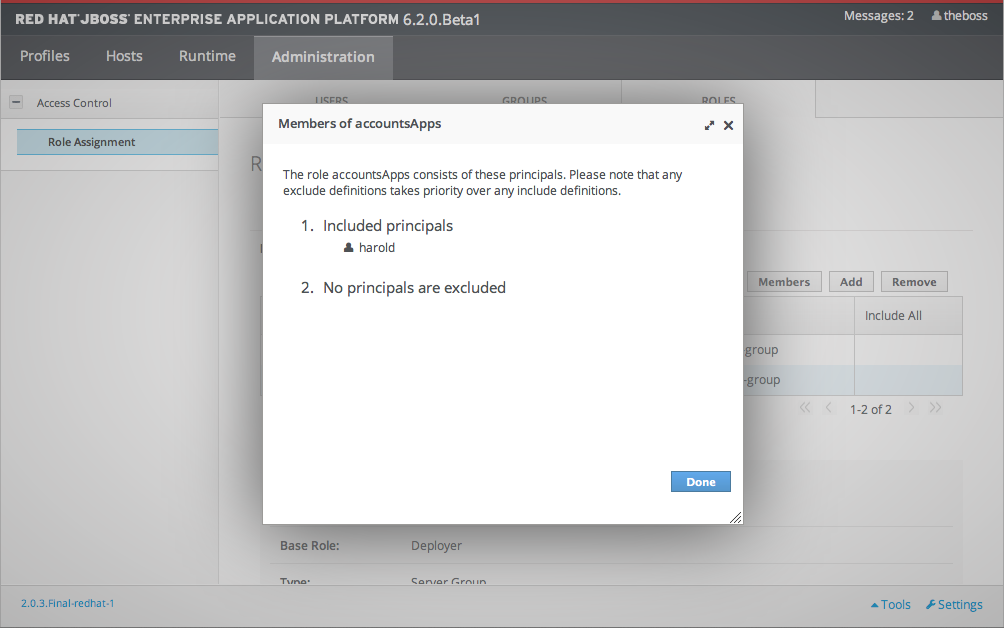 RED HAT JBOSS ENTERPRISE APPLICATION PLATFORM 6.2.0.Beta1
Messages: 2 theboss
Profiles Hosts Runtime Administration
Access Control
USERS GROUPS ROLES
Role Assignment
Members of accountsApps
The role accountsApps consists of these principals. Please note that any
exclude definitions takes priority over any include definitions.
1. Included principals
harold
2. No principals are excluded
Members Add Remove
Include All
-group
-group
1-2 of 2
Done
Base Role: Deployer
Type: Server Group
2.0.3.Final-redhat-1
Tools Settings